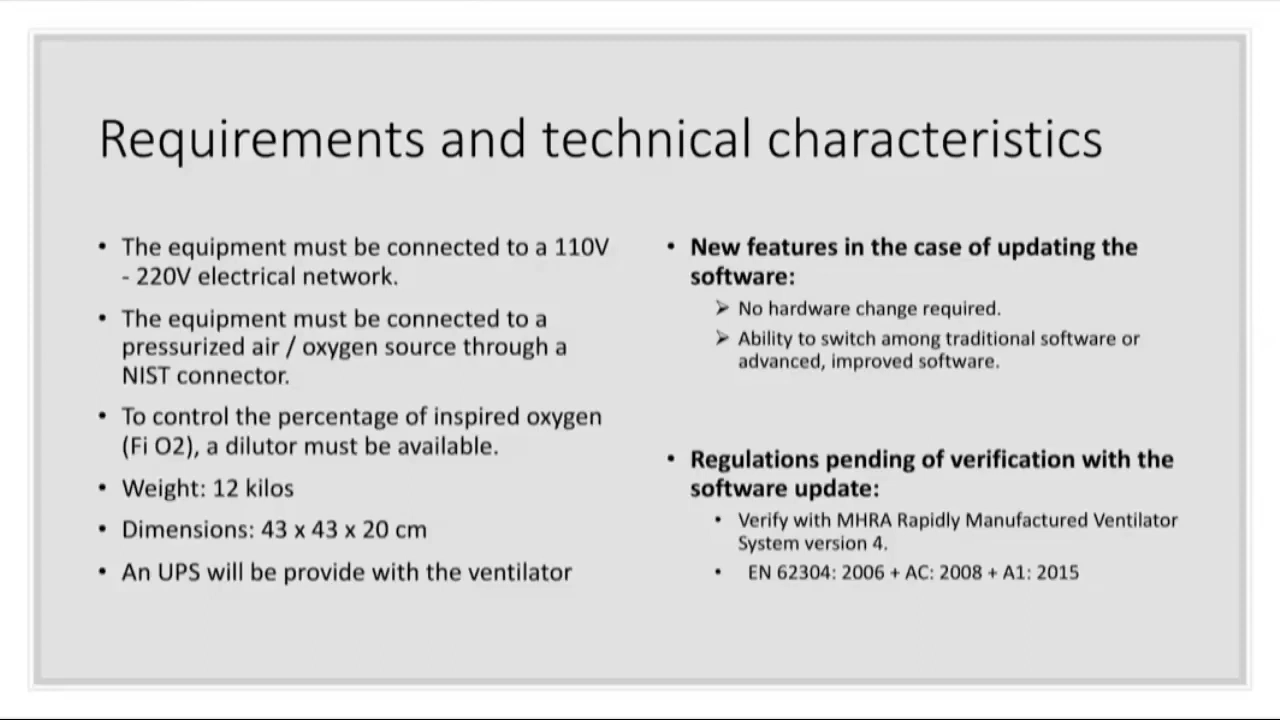 Requirements and technical characteristics
• The equipment must be connected to a 110V
- 220V electrical network.
• The equipment must be connected to a
pressurized air / oxygen source through a
NIST connector.
• To control the percentage of inspired oxygen
(Fi O2), a dilutor must be available.
• Weight: 12 kilos
• Dimensions: 43 x 43 x 20 cm
• An UPS will be provide with the ventilator
• New features in the case of updating the
software:
➢ No hardware change required.
➢ Ability to switch among traditional software or
advanced, improved software.
• Regulations pending of verification with the
software update:
• Verify with MHRA Rapidly Manufactured Ventilator
System version 4.
• EN 62304: 2006 + AC: 2008 + A1: 2015